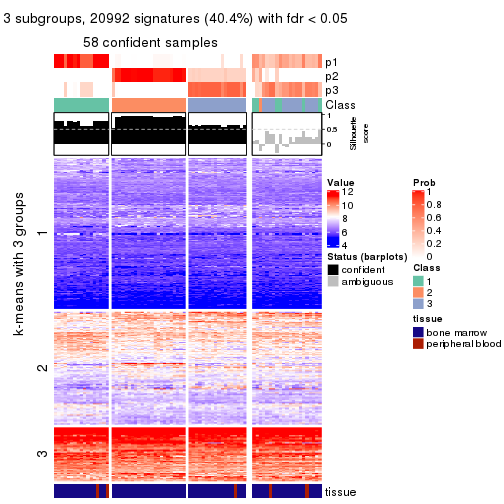 3 subgroups, 20992 signatures (40.4%) with fdr < 0.05
58 confident samples
p1
p2
p3
Class
1
0.5
0
Silhouette
score
k-means with 3 groups
1
2
3
tissue
Value
12
10
8
6
4
Status (barplots)
confident
ambiguous
Prob
1
0.8
0.6
0.4
0.2
0
Class
1
2
3
tissue
bone marrow
peripheral blood